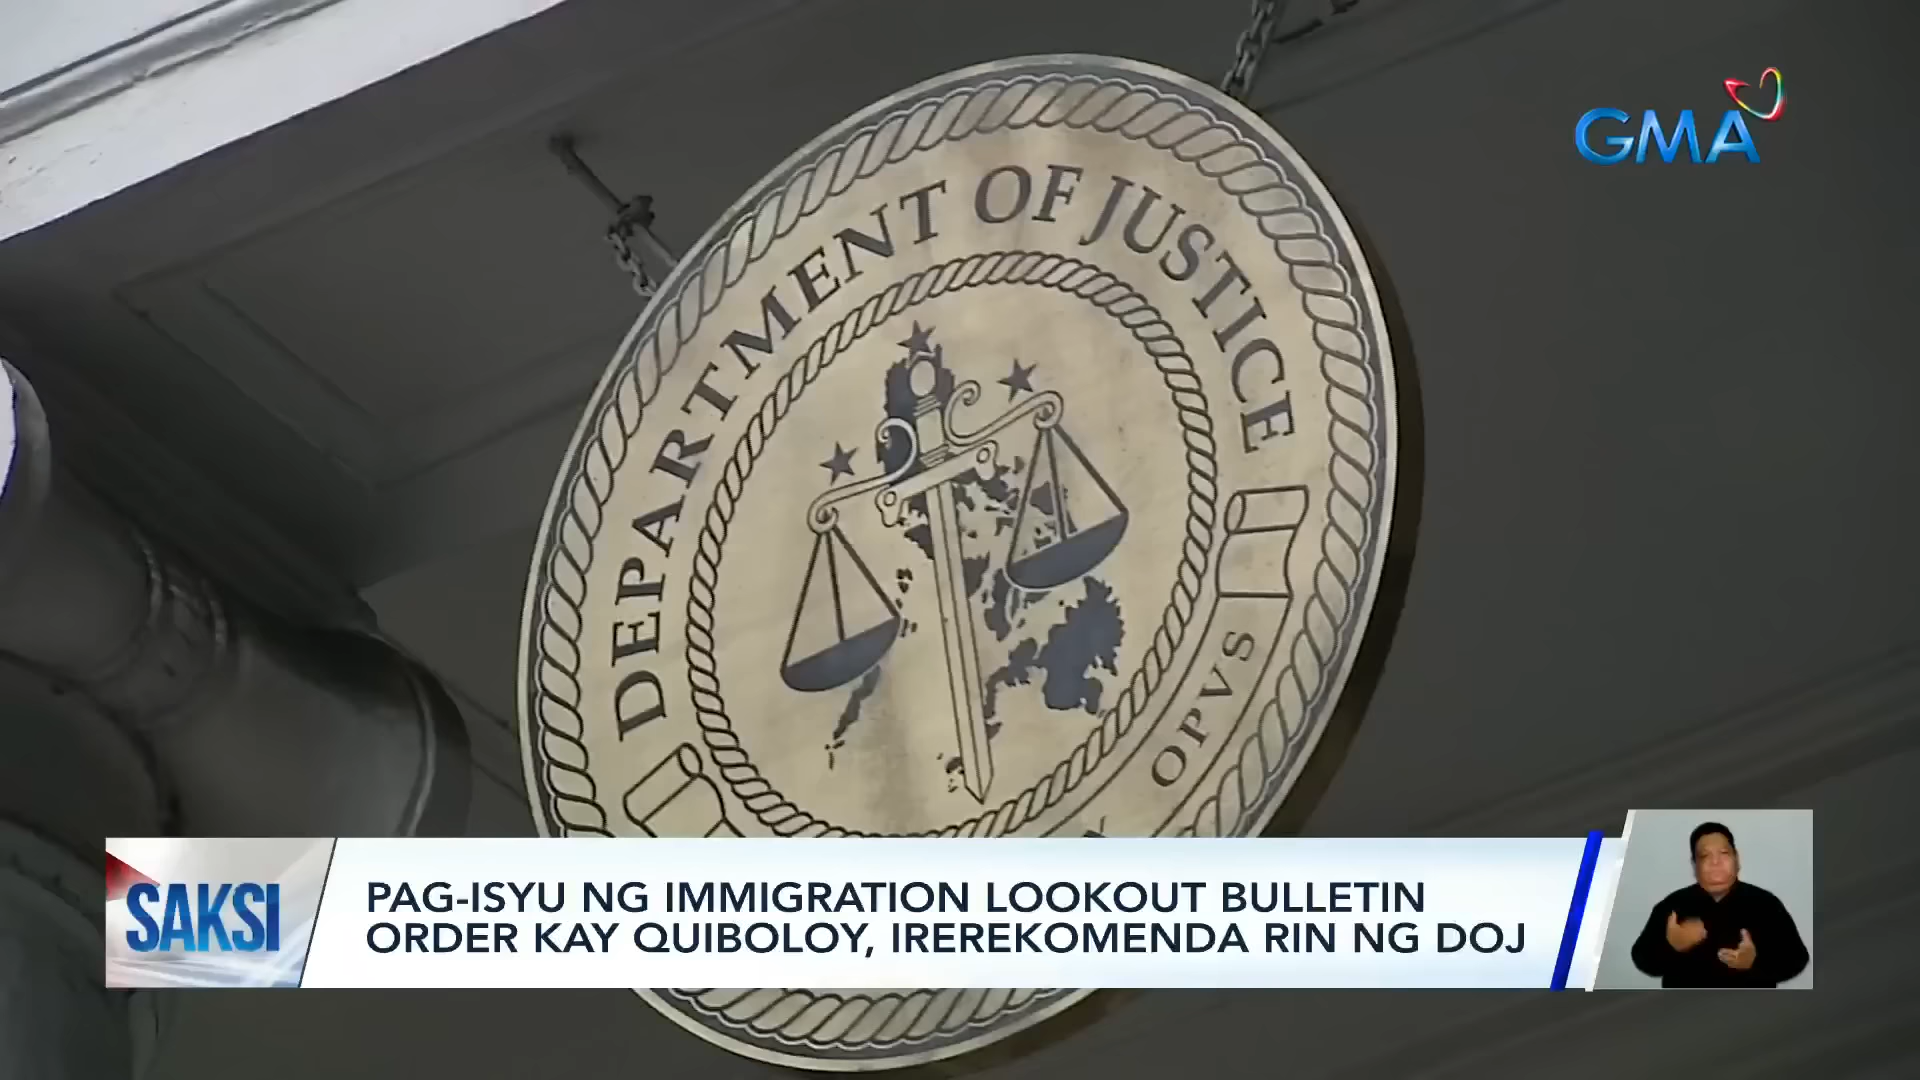 GMA
DEPARTMENT OF JUSTICE
OPVS
SAKSI
PAG-ISYU NG IMMIGRATION LOOKOUT BULLETIN
ORDER KAY QUIBOLOY, IREREKOMENDA RIN NG DOJ